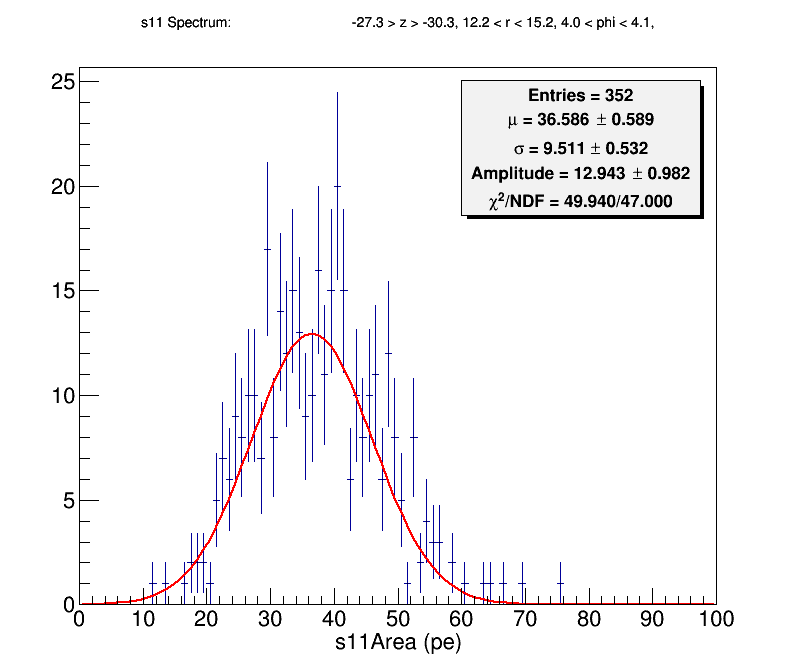 s11 Spectrum: -27.3 > z > -30.3, 12.2 < r < 15.2, 4.0 < phi < 4.1,
Entries = 352
μ = 36.586 ± 0.589
σ = 9.511 ± 0.532
Amplitude = 12.943 ± 0.982
χ²/NDF = 49.940/47.000
25
20
15
10
5
0
0 10 20 30 40 50 60 70 80 90 100
s11Area (pe)